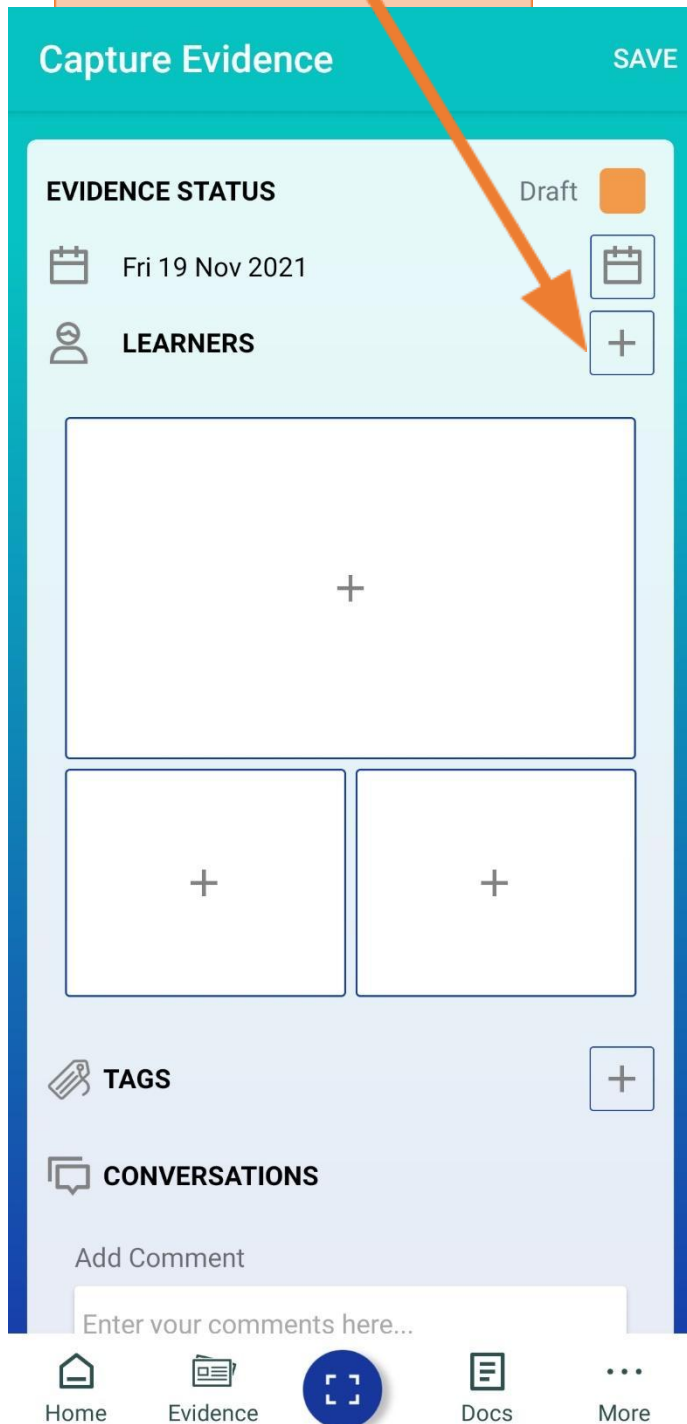 Capture Evidence SAVE
EVIDENCE STATUS Draft
Fri 19 Nov 2021
LEARNERS
TAGS
CONVERSATIONS
Add Comment
Enter your comments here...
Home Evidence Docs More